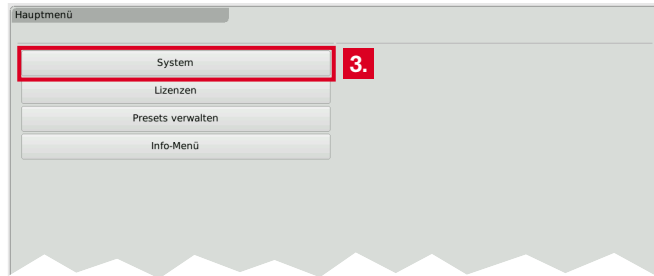 Hauptmenü
System
3.
Lizenzen
Presets verwalten
Info-Menü